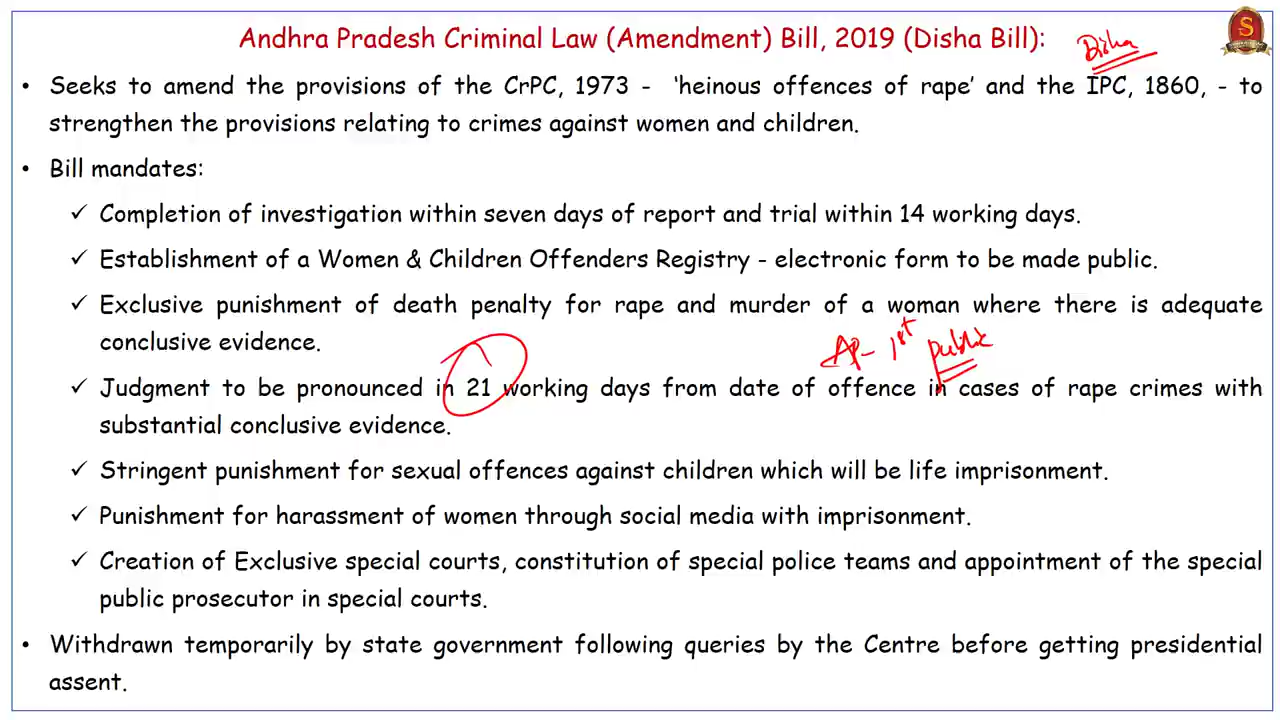 Andhra Pradesh Criminal Law (Amendment) Bill, 2019 (Disha Bill):
S
Disha
• Seeks to amend the provisions of the CrPC, 1973 - ‘heinous offences of rape’ and the IPC, 1860, - to
strengthen the provisions relating to crimes against women and children.
• Bill mandates:
✓ Completion of investigation within seven days of report and trial within 14 working days.
✓ Establishment of a Women & Children Offenders Registry - electronic form to be made public.
✓ Exclusive punishment of death penalty for rape and murder of a woman where there is adequate
conclusive evidence.
AP- 1st public
✓ Judgment to be pronounced in 21 working days from date of offence in cases of rape crimes with
substantial conclusive evidence.
✓ Stringent punishment for sexual offences against children which will be life imprisonment.
✓ Punishment for harassment of women through social media with imprisonment.
✓ Creation of Exclusive special courts, constitution of special police teams and appointment of the special
public prosecutor in special courts.
• Withdrawn temporarily by state government following queries by the Centre before getting presidential
assent.